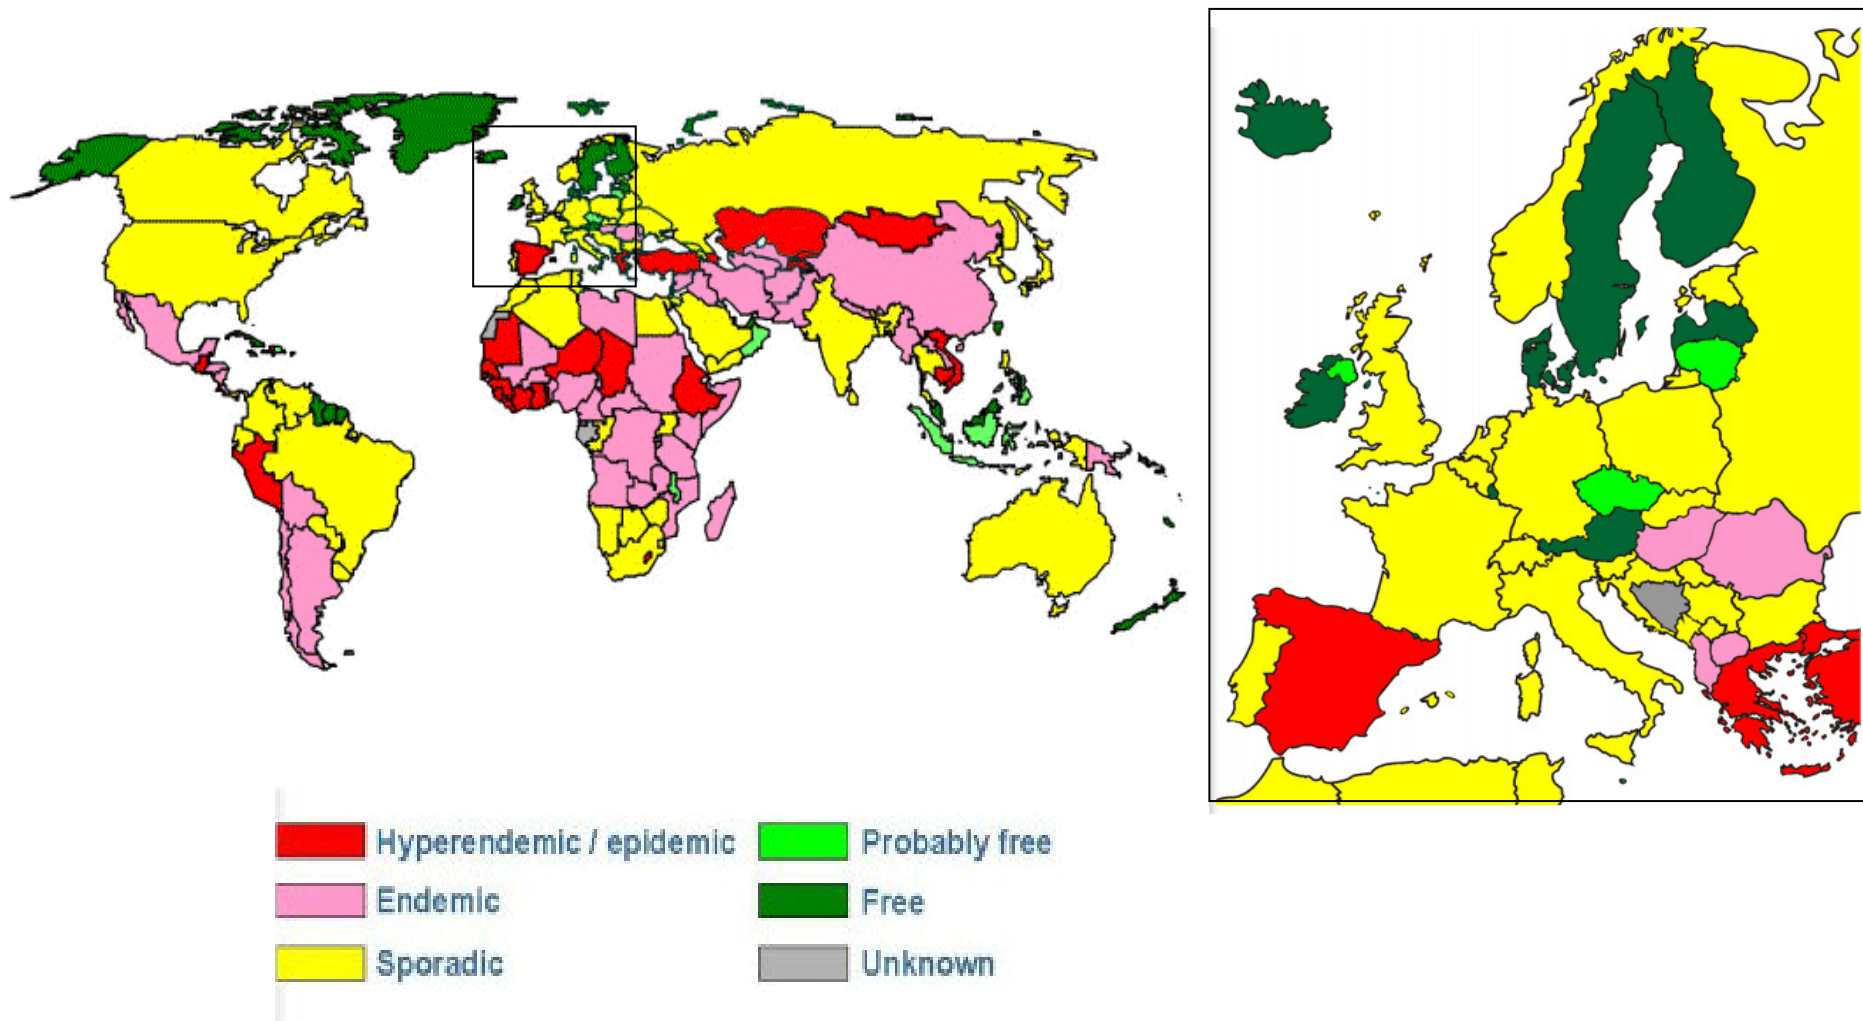 Hyperendemic / epidemic
Probably free
Endemic
Free
Sporadic
Unknown